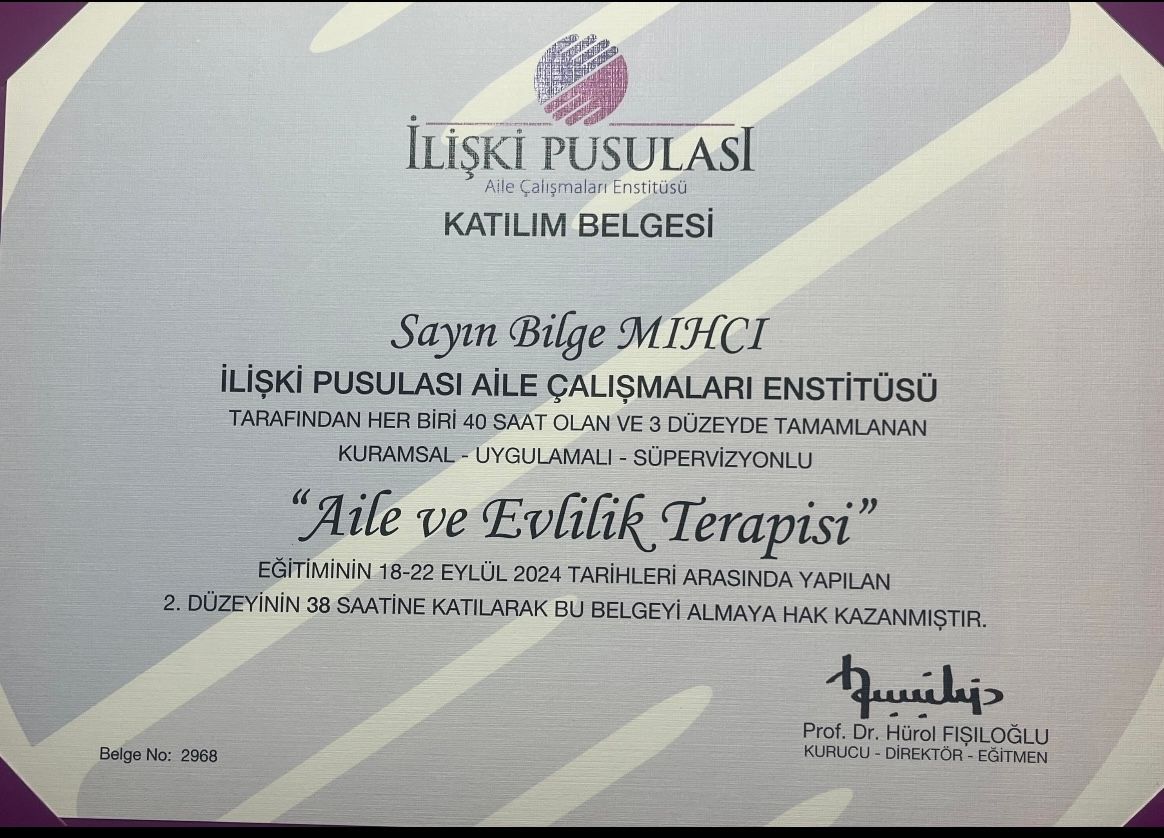 İLİŞKİ PUSULASI
Aile Çalışmaları Enstitüsü
KATILIM BELGESİ
Sayın Bilge MIHCI
İLİŞKİ PUSULASI AİLE ÇALIŞMALARI ENSTİTÜSÜ
TARAFINDAN HER BİRİ 40 SAAT OLAN VE 3 DÜZEYDE TAMAMLANAN
KURAMSAL - UYGULAMALI - SÜPERVİZYONLU
“Aile ve Evlilik Terapisi”
EĞİTİMİNİN 18-22 EYLÜL 2024 TARİHLERİ ARASINDA YAPILAN
2. DÜZEYİNİN 38 SAATİNE KATILARAK BU BELGEYİ ALMAYA HAK KAZANMIŞTIR.
Prof. Dr. Hürol FIŞILOĞLU
KURUCU - DİREKTÖR - EĞİTMEN
Belge No: 2968